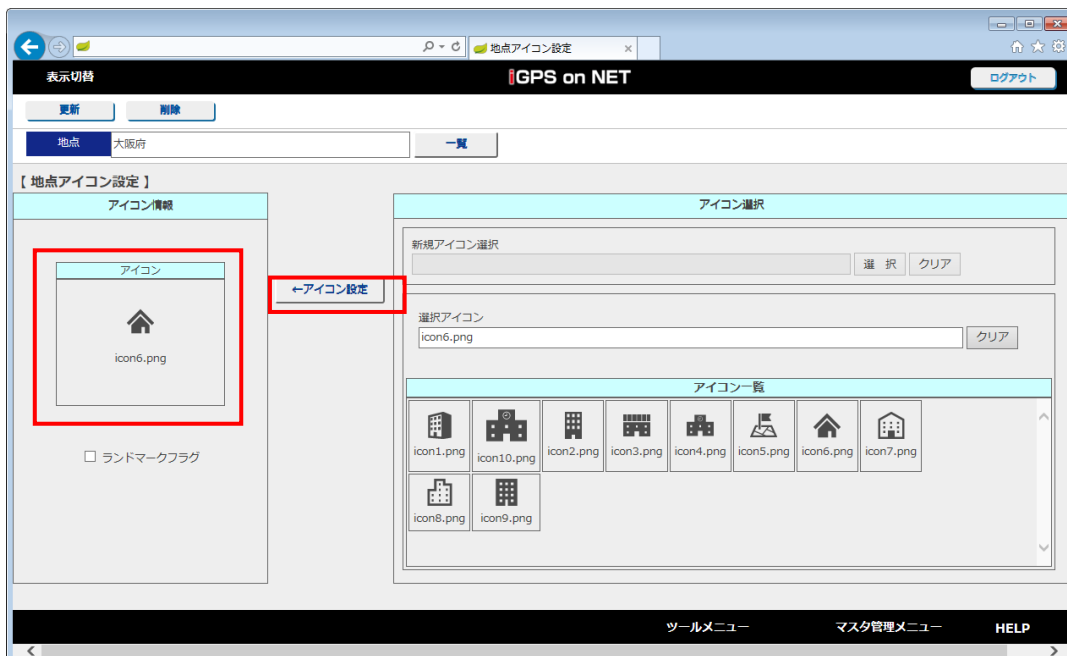 地点アイコン設定
表示切替
iGPS on NET
ログアウト
更新
削除
地点
大阪府
一覧
【 地点アイコン設定 】
アイコン情報
アイコン
icon6.png
ランドマークフラグ
←アイコン設定
アイコン選択
新規アイコン選択
選 択
クリア
選択アイコン
icon6.png
クリア
アイコン一覧
icon1.png
icon10.png
icon2.png
icon3.png
icon4.png
icon5.png
icon6.png
icon7.png
icon8.png
icon9.png
ツールメニュー
マスタ管理メニュー
HELP